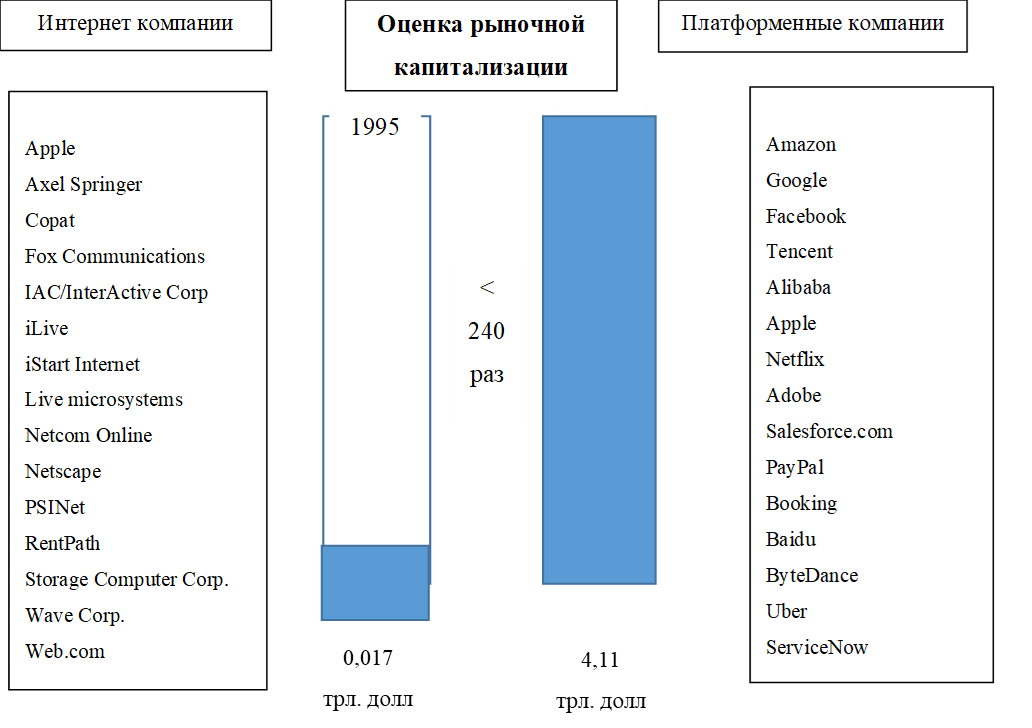 Интернет компании
Оценка рыночной
капитализации
Платформенные компании
Apple
Axel Springer
Copat
Fox Communications
IAC/InterActive Corp
iLive
iStart Internet
Live microsystems
Netcom Online
Netscape
PSINet
RentPath
Storage Computer Corp.
Wave Corp.
Web.com
1995
0,017
трл. долл
<
240
раз
4,11
трл. долл
Amazon
Google
Facebook
Tencent
Alibaba
Apple
Netflix
Adobe
Salesforce.com
PayPal
Booking
Baidu
ByteDance
Uber
ServiceNow